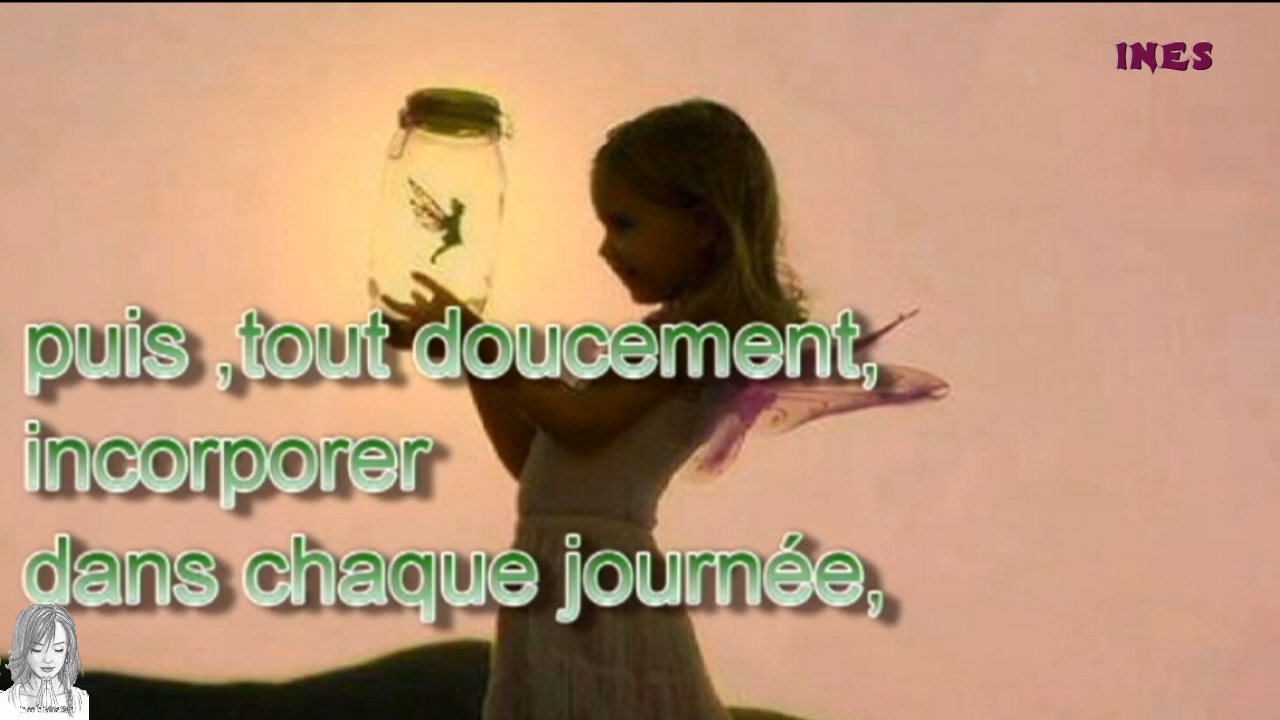 INES
puis ,tout doucement,
incorporer
dans chaque journée,